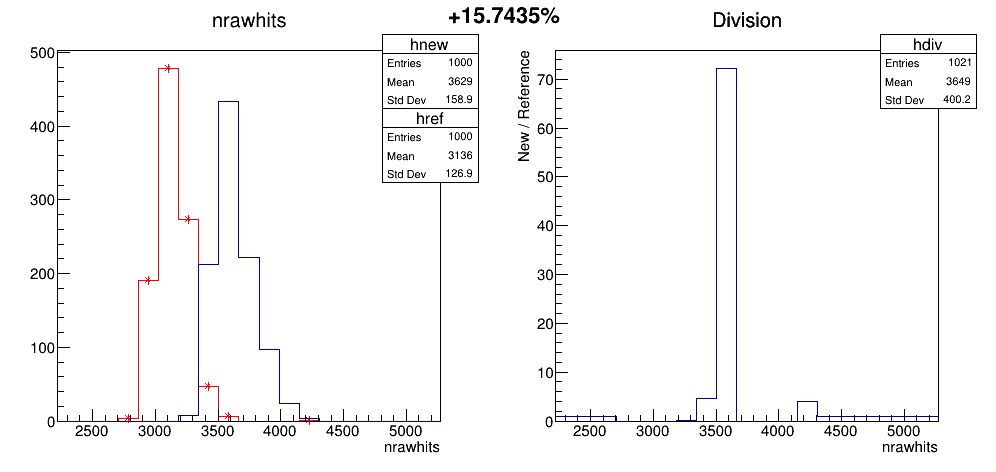 +15.7435%
nrawhits
hnew
Entries 1000
Mean 3629
Std Dev 158.9
href
Entries 1000
Mean 3136
Std Dev 126.9
500
400
300
200
100
0
2500 3000 3500 4000 4500 5000
nrawhits
Division
hdiv
Entries 1021
Mean 3649
Std Dev 400.2
New / Reference
70
60
50
40
30
20
10
0
2500 3000 3500 4000 4500 5000
nrawhits